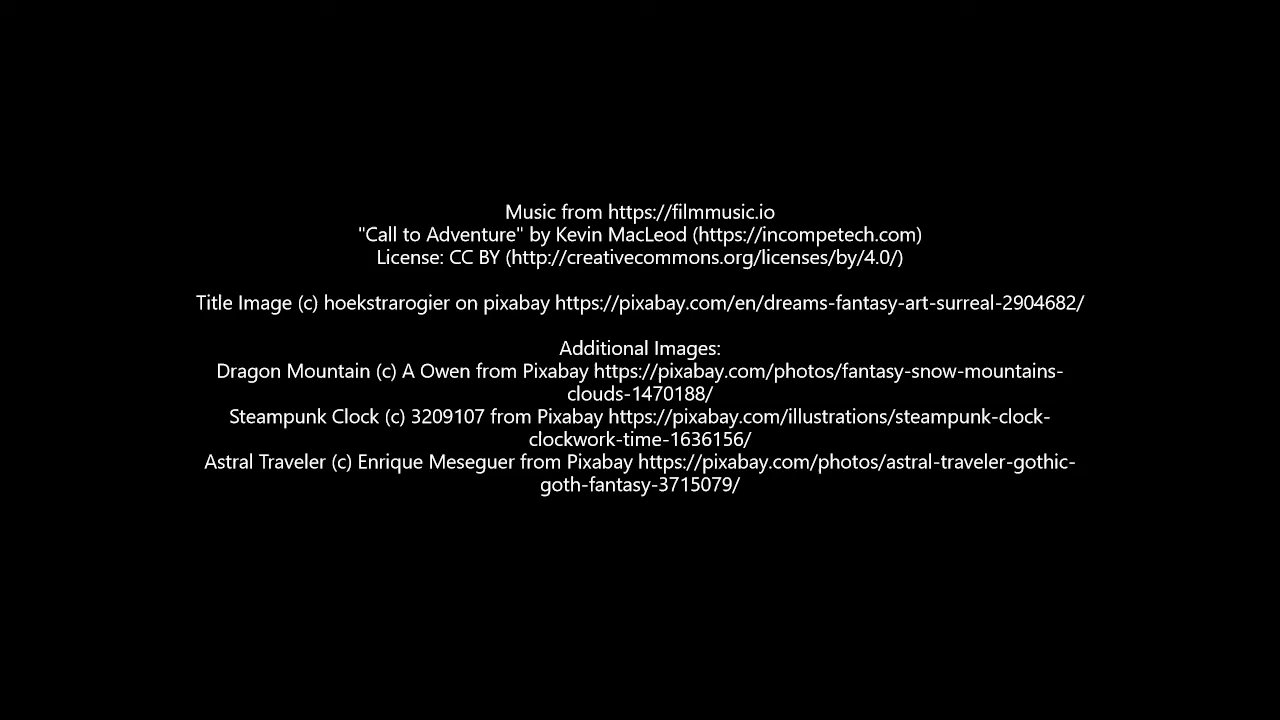 Music from https://filmmusic.io
"Call to Adventure" by Kevin MacLeod (https://incompetech.com)
License: CC BY (http://creativecommons.org/licenses/by/4.0/)
Title Image (c) hoekstrarogier on pixabay https://pixabay.com/en/dreams-fantasy-art-surreal-2904682/
Additional Images:
Dragon Mountain (c) A Owen from Pixabay https://pixabay.com/photos/fantasy-snow-mountains-
clouds-1470188/
Steampunk Clock (c) 3209107 from Pixabay https://pixabay.com/illustrations/steampunk-clock-
clockwork-time-1636156/
Astral Traveler (c) Enrique Meseguer from Pixabay https://pixabay.com/photos/astral-traveler-gothic-
goth-fantasy-3715079/